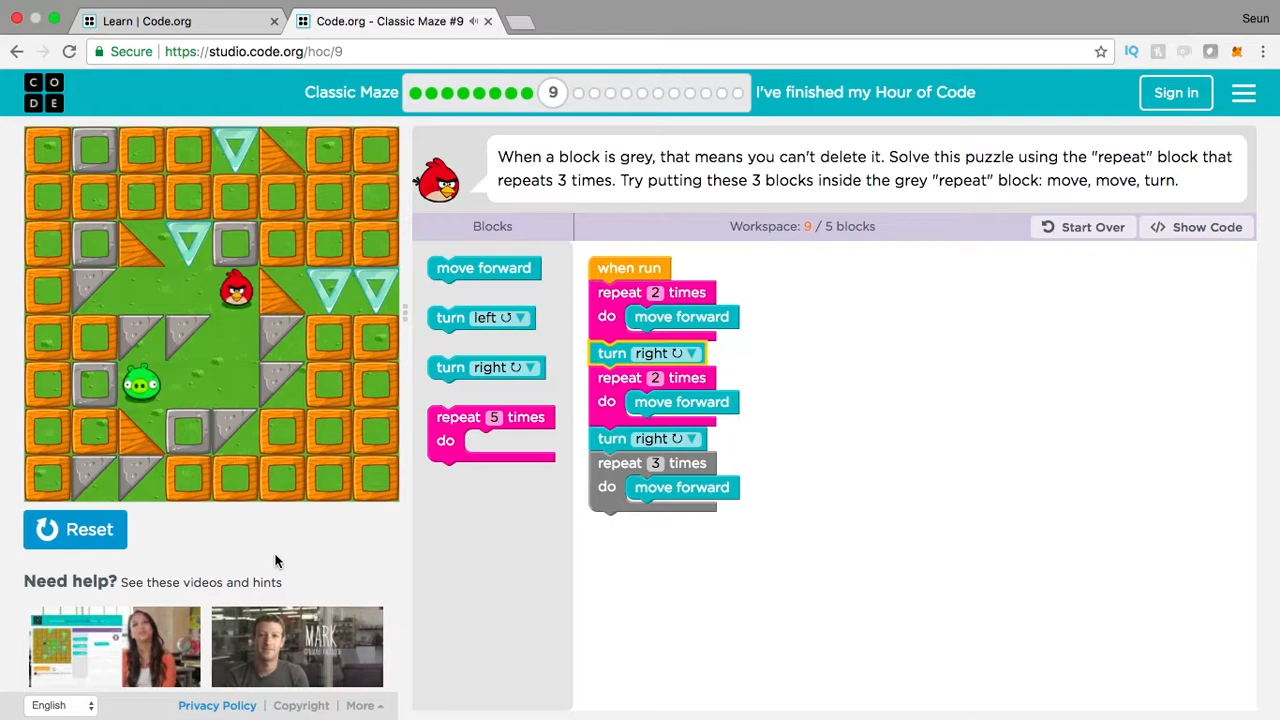 Learn | Code.org
Code.org - Classic Maze #9
Seun
Secure
https://studio.code.org/hoc/9
IQ
CODE
Classic Maze
9
I've finished my Hour of Code
Sign in
When a block is grey, that means you can't delete it. Solve this puzzle using the "repeat" block that
repeats 3 times. Try putting these 3 blocks inside the grey "repeat" block: move, move, turn.
Blocks
Workspace: 9 / 5 blocks
Start Over
</> Show Code
move forward
turn left
turn right
repeat 5 times
do
when run
repeat 2 times
do move forward
turn right
repeat 2 times
do move forward
turn right
repeat 3 times
do move forward
Reset
Need help? See these videos and hints
MARK
English
Privacy Policy | Copyright | More